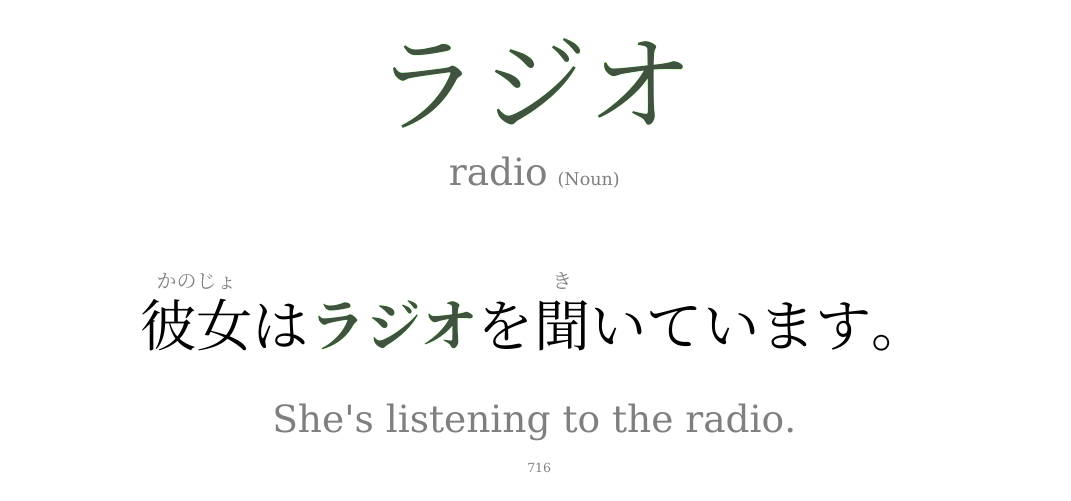 ラジオ
radio (Noun)
かのじょ き
彼女はラジオを聞いています。
She's listening to the radio.
716